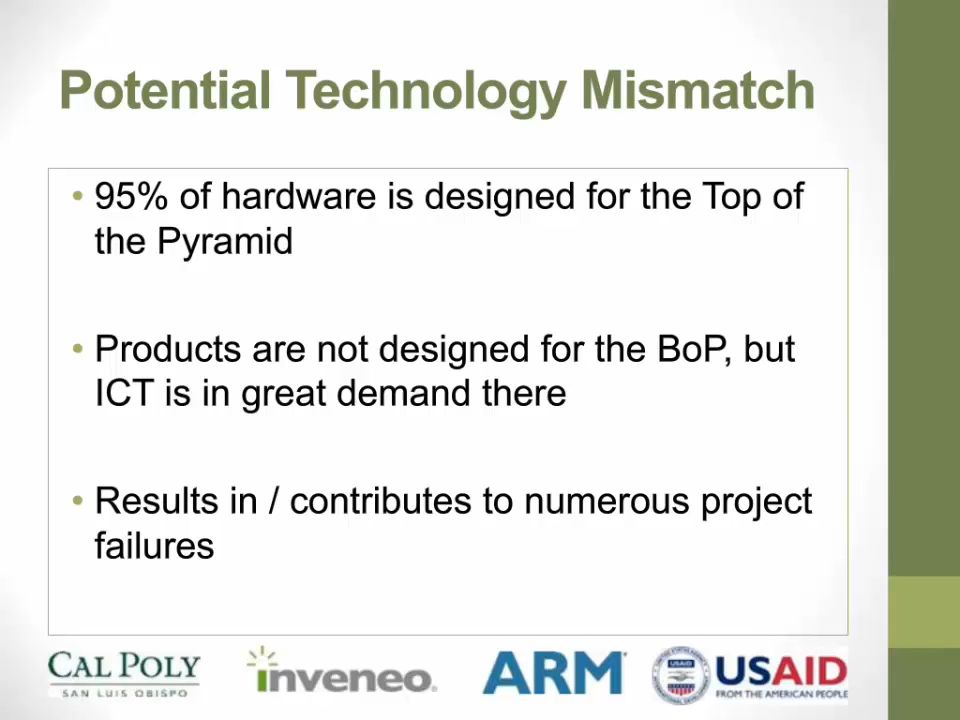 Potential Technology Mismatch
• 95% of hardware is designed for the Top of
the Pyramid
• Products are not designed for the BoP, but
ICT is in great demand there
• Results in / contributes to numerous project
failures
CAL POLY
SAN LUIS OBISPO
inveneo
ARM
USAID
USAID
FROM THE AMERICAN PEOPLE